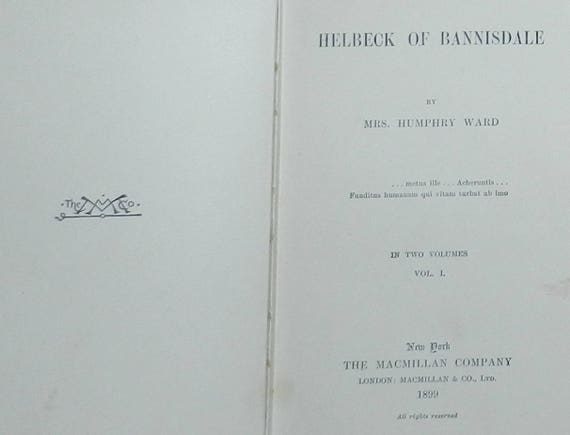 The M Co.
HELBECK OF BANNISDALE
BY
MRS. HUMPHRY WARD
... metus ille ... Acheruntis ...
Funditus humanam qui vitam turbat ab imo
IN TWO VOLUMES
VOL. I.
New York
THE MACMILLAN COMPANY
LONDON: MACMILLAN & CO., LTD.
1899
All rights reserved